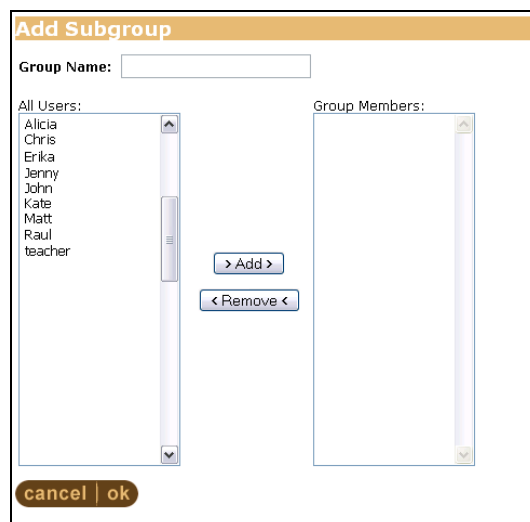 Add Subgroup
Group Name:
All Users:
Group Members:
Alicia
Chris
Erika
Jenny
John
Kate
Matt
Raul
teacher
> Add >
< Remove <
cancel | ok